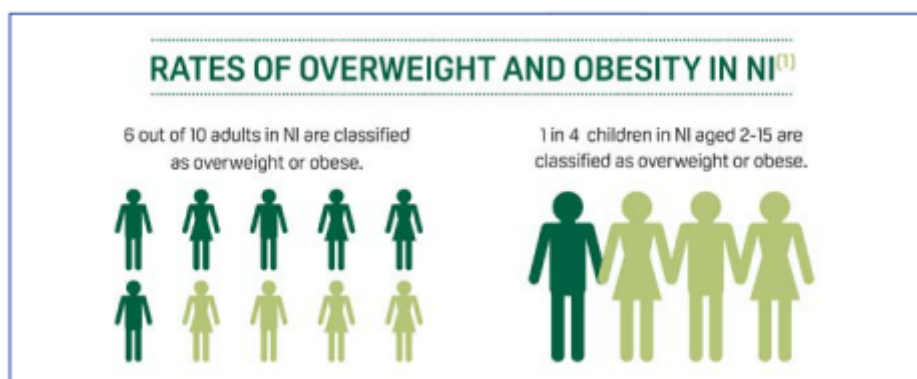 RATES OF OVERWEIGHT AND OBESITY IN NI(1)
6 out of 10 adults in NI are classified
as overweight or obese.
1 in 4 children in NI aged 2-15 are
classified as overweight or obese.